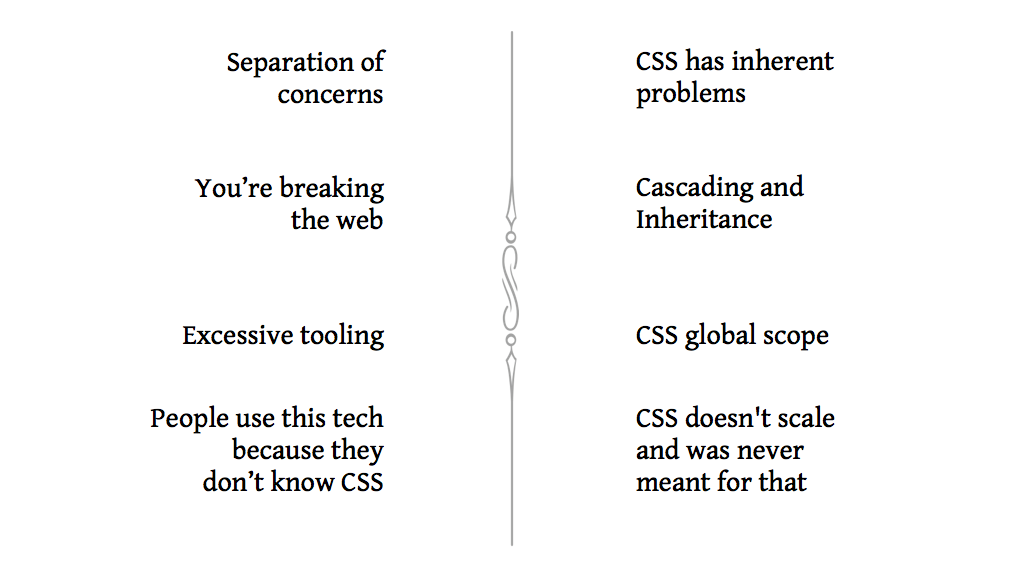 Separation of
concerns
You’re breaking
the web
Excessive tooling
People use this tech
because they
don’t know CSS
CSS has inherent
problems
Cascading and
Inheritance
CSS global scope
CSS doesn't scale
and was never
meant for that